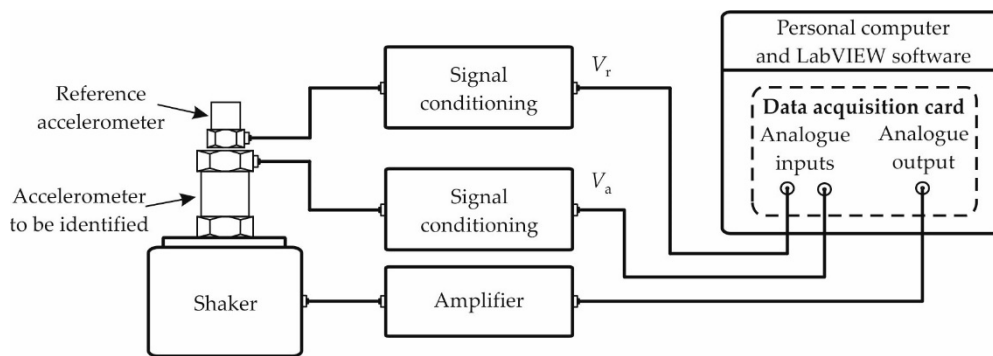 Personal computer
and LabVIEW software
Data acquisition card
Analogue
inputs
Analogue
output
Signal
conditioning
V_r
Reference
accelerometer
Signal
conditioning
V_a
Accelerometer
to be identified
Shaker
Amplifier